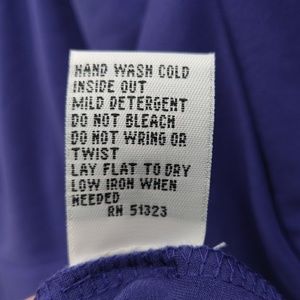 HAND WASH COLD
INSIDE OUT
MILD DETERGENT
DO NOT BLEACH
DO NOT WRING OR
TWIST
LAY FLAT TO DRY
LOW IRON WHEN
NEEDED
RN 51323